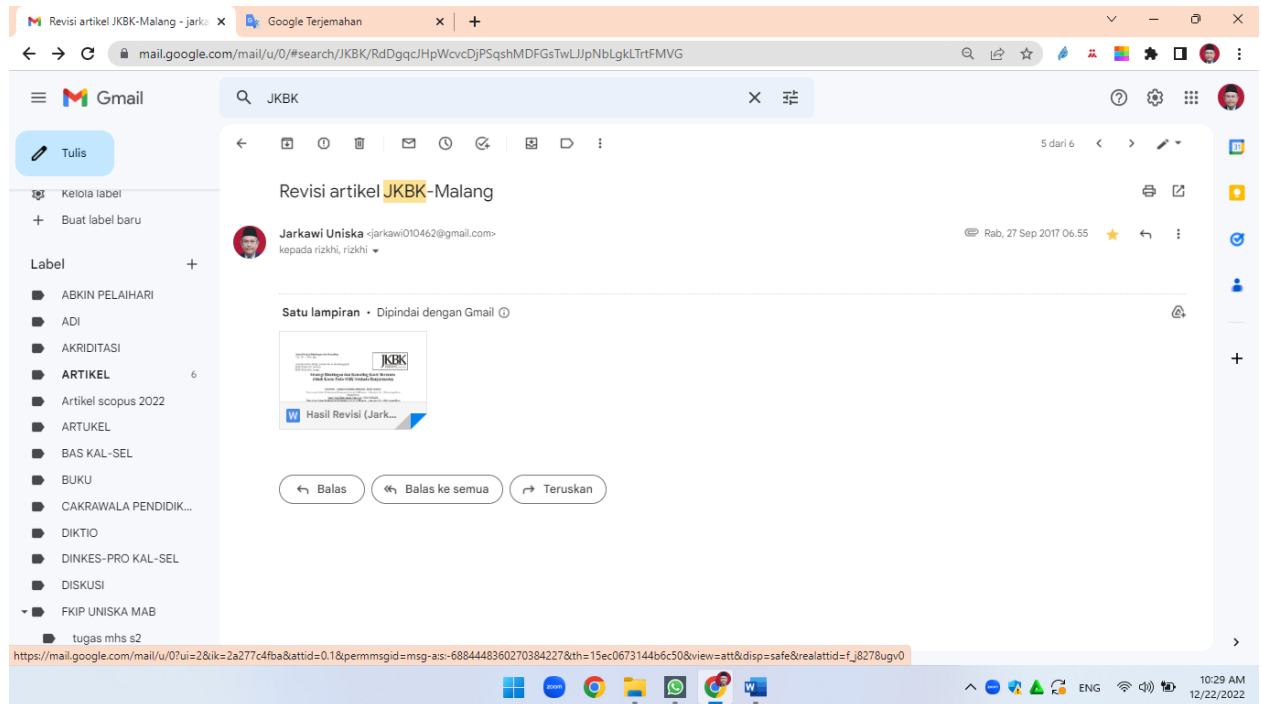 Revisi artikel JKBK-Malang - jarka
Google Terjemahan
mail.google.com/mail/u/0/#search/JKBK/RdDgqcJHpWcvcDjPSqshMDFGsTwLJJpNbLgkLTrtFMVG
Gmail
JKBK
Tulis
5 dari 6
Kelola label
Buat label baru
Revisi artikel JKBK-Malang
Jarkawi Uniska <jarkawi010462@gmail.com>
Rab, 27 Sep 2017 06.55
kepada rizkhi, rizkhi
Label
ABKIN PELAIHARI
ADI
AKRIDITASI
ARTIKEL 6
Artikel scopus 2022
ARTUKEL
BAS KAL-SEL
BUKU
CAKRAWALA PENDIDIK...
DIKTIO
DINKES-PRO KAL-SEL
DISKUSI
FKIP UNISKA MAB
tugas mhs s2
Satu lampiran • Dipindai dengan Gmail
JKBK
W Hasil Revisi (Jark...
Balas
Balas ke semua
Teruskan
https://mail.google.com/mail/u/0?ui=2&ik=2a277c4fba&attid=0.1&permmsgid=msg-a:s:-6884448360270384227&th=15ec0673144b6c50&view=att&disp=safe&realattid=f_j8278ugv0
zoom
ENG
10:29 AM
12/22/2022